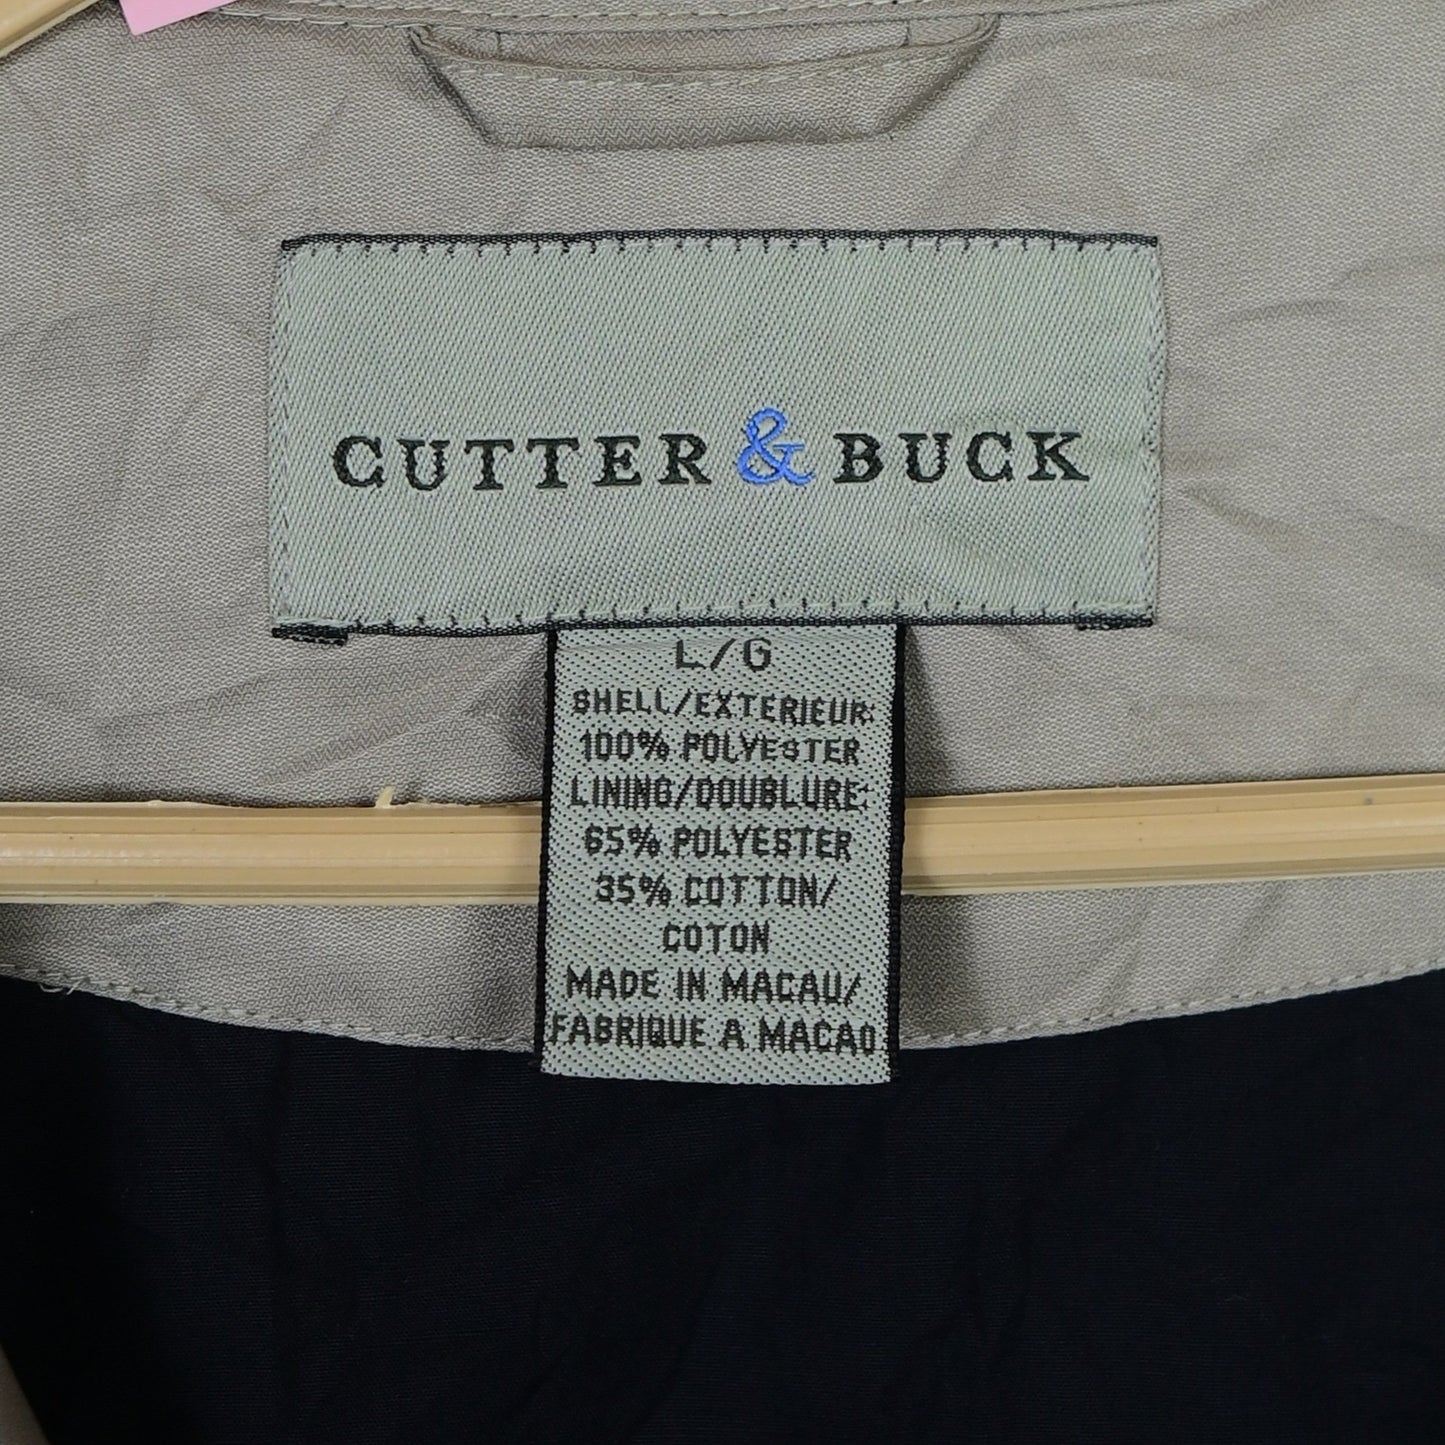 CUTTER & BUCK
L/G
SHELL/EXTERIEUR:
100% POLYESTER
LINING/DOUBLURE:
65% POLYESTER
35% COTTON/
COTON
MADE IN MACAU/
FABRIQUE A MACAO